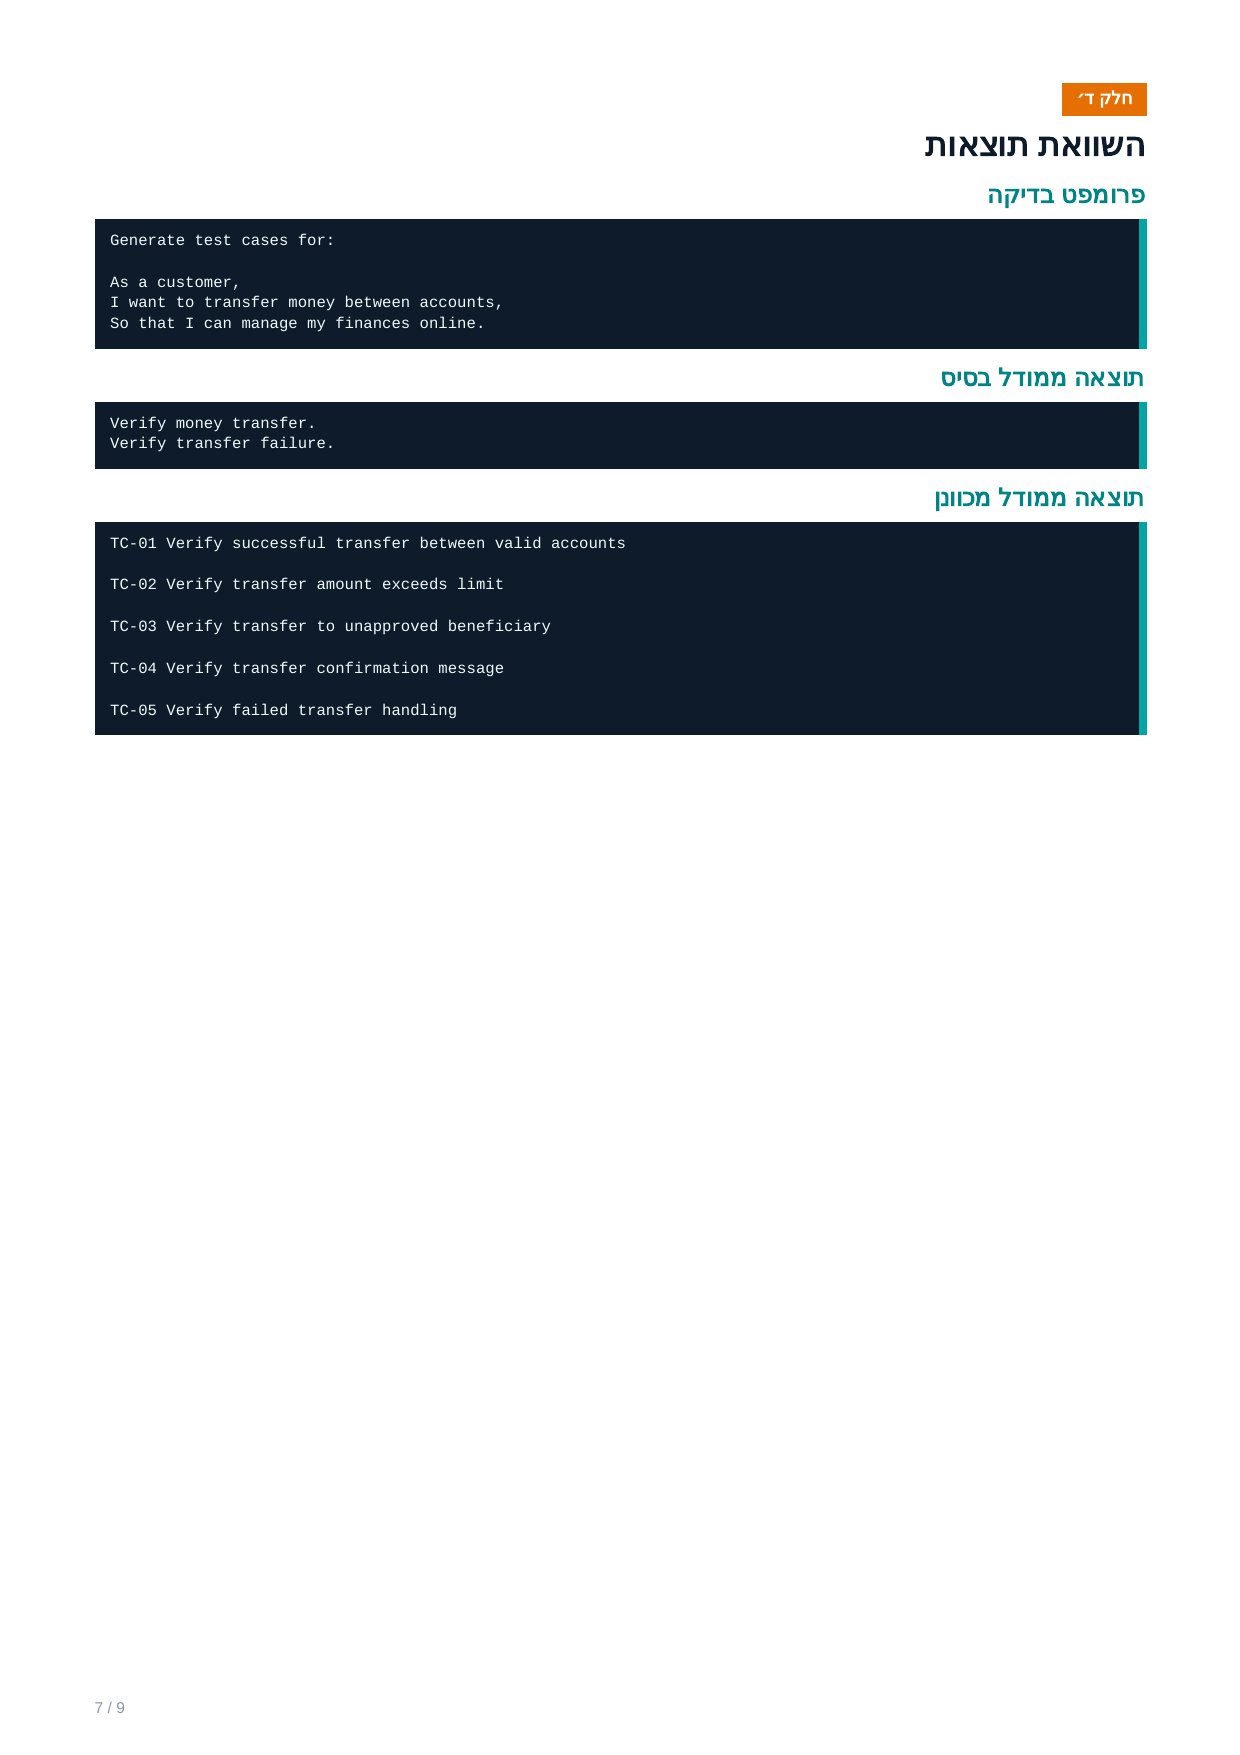 חלק ד׳
השוואת תוצאות
פרומפט בדיקה
Generate test cases for:
As a customer,
I want to transfer money between accounts,
So that I can manage my finances online.
תוצאה ממודל בסיס
Verify money transfer.
Verify transfer failure.
תוצאה ממודל מכוונן
TC-01 Verify successful transfer between valid accounts
TC-02 Verify transfer amount exceeds limit
TC-03 Verify transfer to unapproved beneficiary
TC-04 Verify transfer confirmation message
TC-05 Verify failed transfer handling
7 / 9